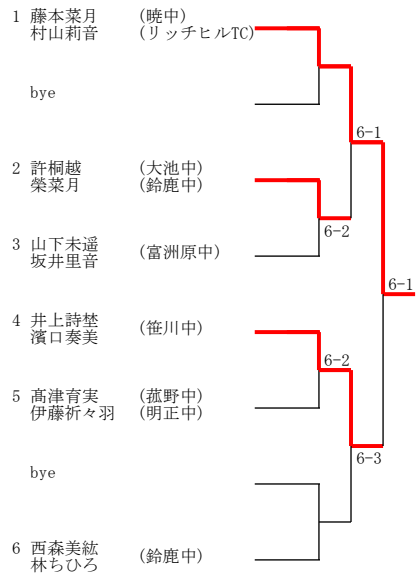 1 藤本菜月 (暁中)
村山莉音 (リッチヒルTC)
bye
6-1
2 許桐越 (大池中)
榮菜月 (鈴鹿中)
6-2
3 山下未遥
坂井里音 (富洲原中)
6-1
4 井上詩埜
濱口奏美 (笹川中)
6-2
5 髙津育実 (菰野中)
伊藤祈々羽 (明正中)
6-3
bye
6 西森美紘
林ちひろ (鈴鹿中)